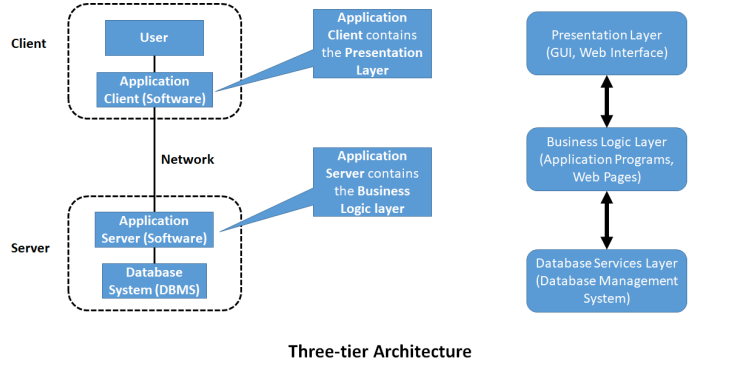 Client
User
Application
Client (Software)
Application
Client contains
the Presentation
Layer
Network
Server
Application
Server (Software)
Database
System (DBMS)
Application
Server contains
the Business
Logic layer
Presentation Layer
(GUI, Web Interface)
Business Logic Layer
(Application Programs,
Web Pages)
Database Services Layer
(Database Management
System)
Three-tier Architecture